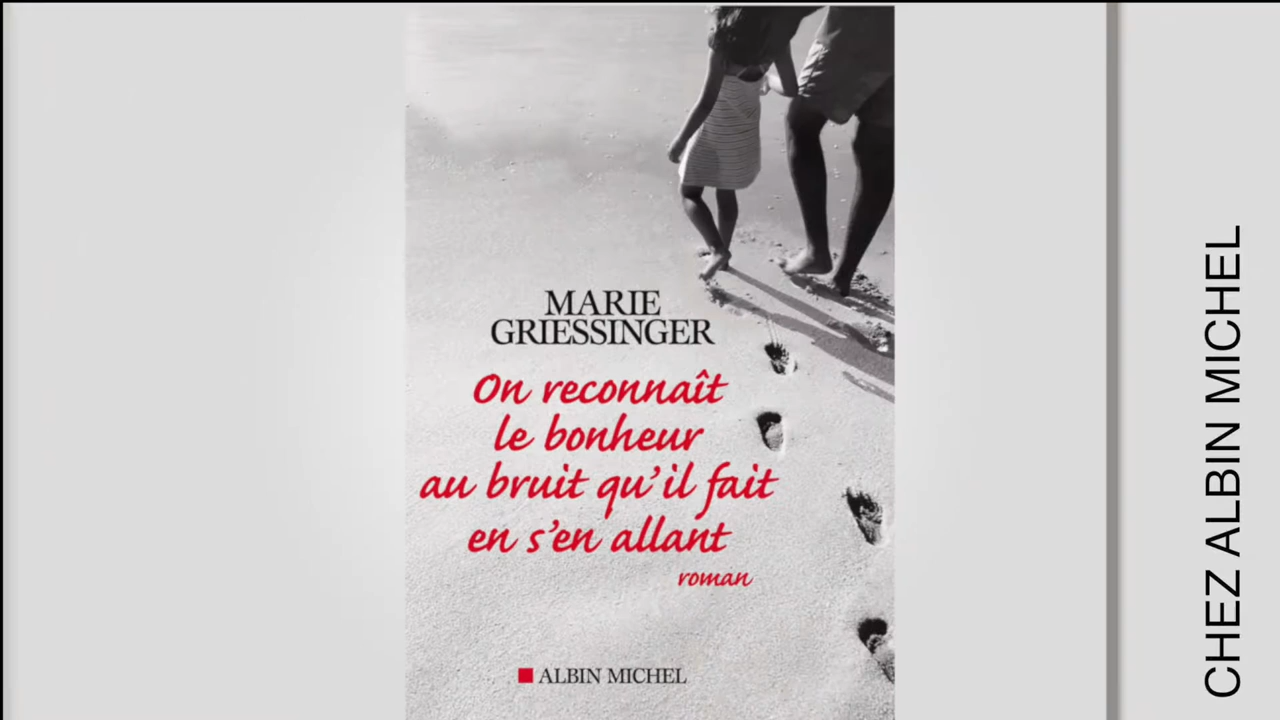 MARIE
GRIESSINGER
On reconnaît
le bonheur
au bruit qu'il fait
en s'en allant
roman
ALBIN MICHEL
CHEZ ALBIN MICHEL